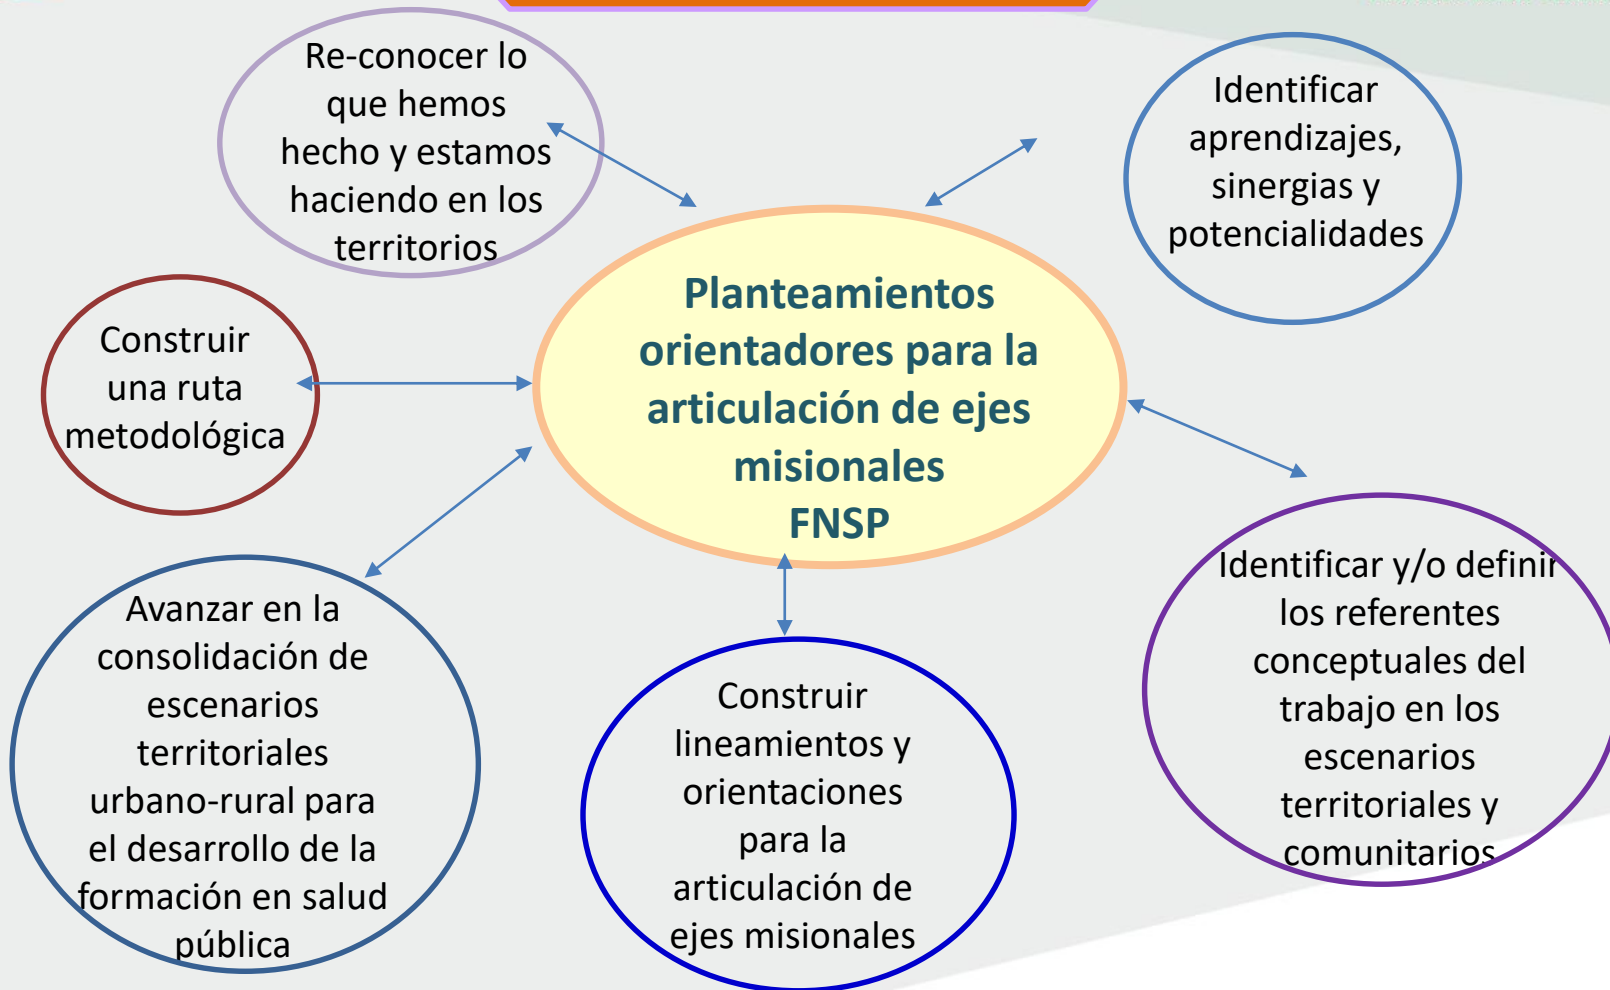 Re-conocer lo
que hemos
hecho y estamos
haciendo en los
territorios
Identificar
aprendizajes,
sinergias y
potencialidades
Planteamientos
orientadores para la
articulación de ejes
misionales
FNSP
Construir
una ruta
metodológica
Identificar y/o definir
los referentes
conceptuales del
trabajo en los
escenarios
territoriales y
comunitarios
Avanzar en la
consolidación de
escenarios
territoriales
urbano-rural para
el desarrollo de la
formación en salud
pública
Construir
lineamientos y
orientaciones
para la
articulación de
ejes misionales